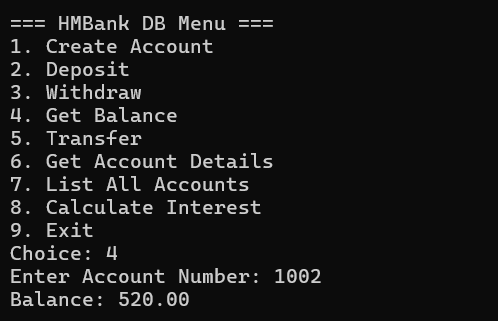 === HMBank DB Menu ===
1. Create Account
2. Deposit
3. Withdraw
4. Get Balance
5. Transfer
6. Get Account Details
7. List All Accounts
8. Calculate Interest
9. Exit
Choice: 4
Enter Account Number: 1002
Balance: 520.00